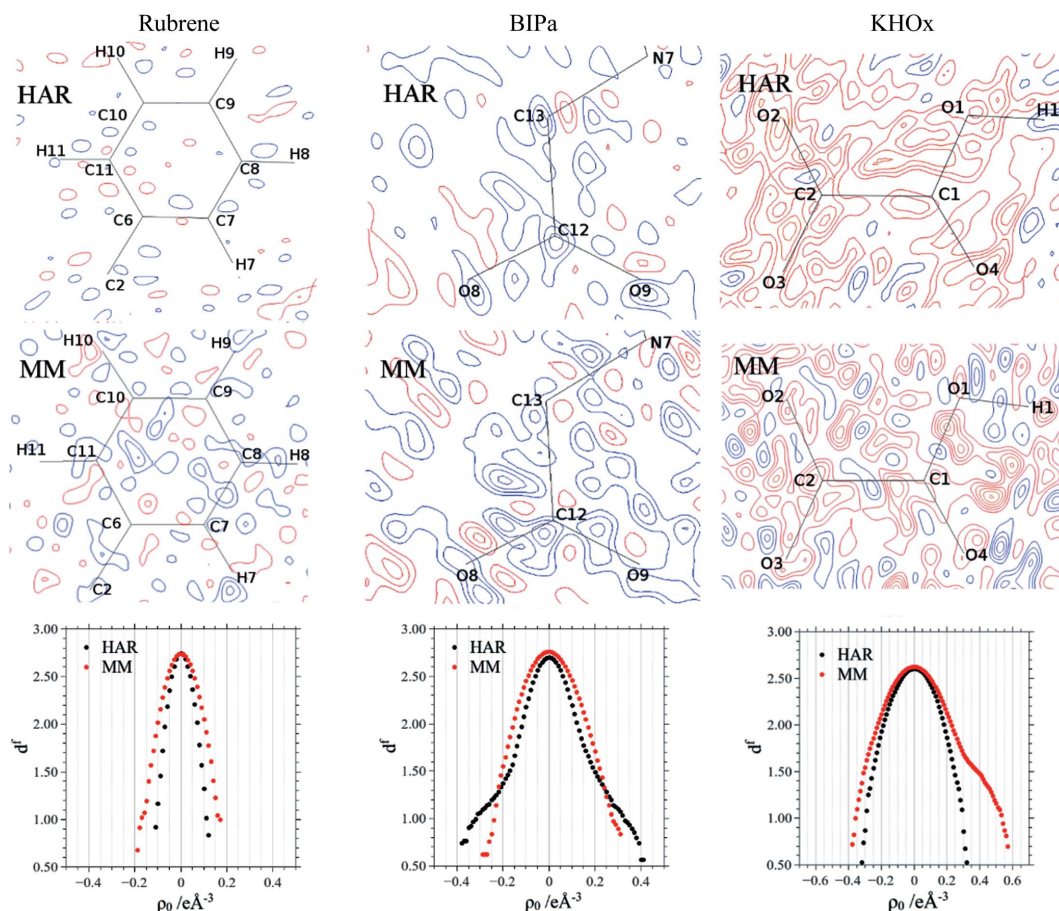 Rubrene BIPa KHOx
HAR
H10
H9
C10
C9
H11
C11
C8
H8
C6
C7
C2
H7
HAR
N7
C13
C12
O8
O9
HAR
O2
O1
H1
C2
C1
O3
O4
MM
H10
H9
C10
C9
H11
C11
C8
H8
C6
C7
C2
H7
MM
N7
C13
C12
O8
O9
MM
O2
O1
H1
C2
C1
O3
O4
3.00
2.50
2.00
1.50
1.00
0.50
d^f
HAR
MM
−0.4 −0.2 0 0.2 0.4
ρ₀ /eÅ⁻³
3.00
2.50
2.00
1.50
1.00
0.50
d^f
HAR
MM
−0.4 −0.2 0 0.2 0.4
ρ₀ /eÅ⁻³
3.00
2.50
2.00
1.50
1.00
0.50
d^f
HAR
MM
−0.6 −0.4 −0.2 0 0.2 0.4 0.6
ρ₀ /eÅ⁻³